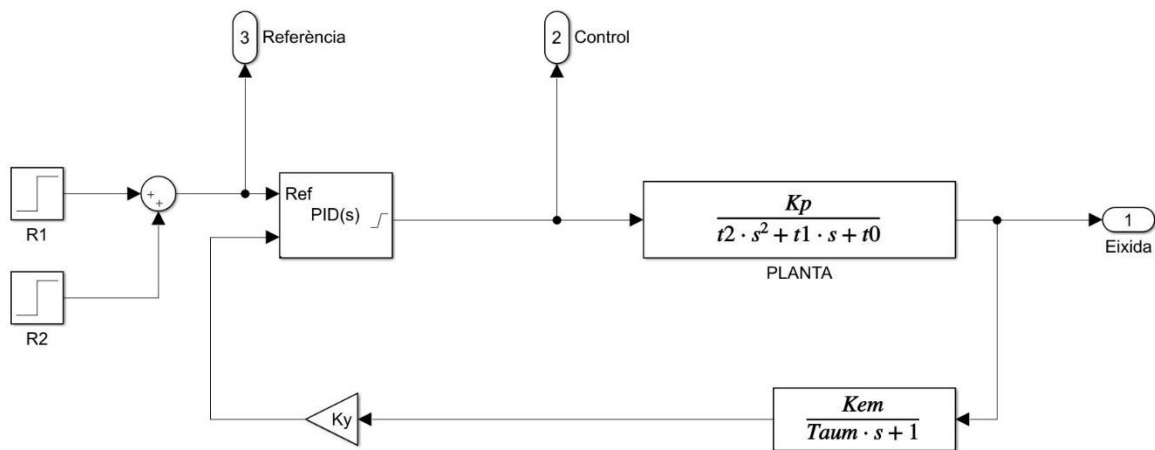 3 Referència
2 Control
R1
+
+
Ref
PID(s)
Kp
t2 · s² + t1 · s + t0
PLANTA
1
Eixida
R2
Ky
Kem
Taum · s + 1